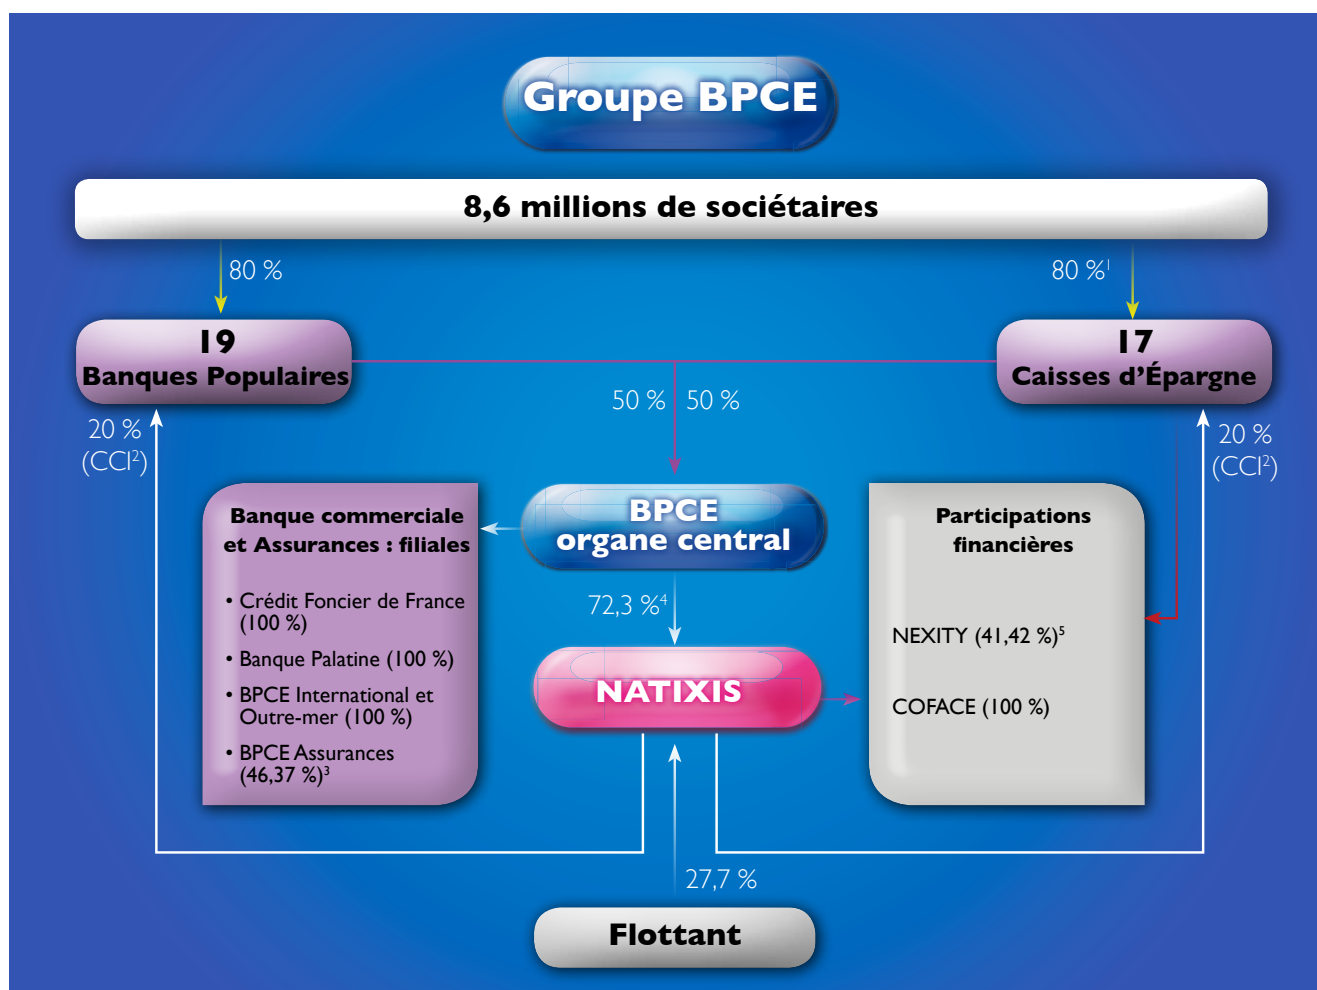 Groupe BPCE
8,6 millions de sociétaires
80 %
80 %¹
19
Banques Populaires
17
Caisses d’Épargne
50 %
50 %
20 %
(CCI²)
20 %
(CCI²)
Banque commerciale
et Assurances : filiales
• Crédit Foncier de France
(100 %)
• Banque Palatine (100 %)
• BPCE International et
Outre-mer (100 %)
• BPCE Assurances
(46,37 %)³
BPCE
organe central
72,3 %⁴
NATIXIS
Participations
financières
NEXITY (41,42 %)⁵
COFACE (100 %)
27,7 %
Flottant